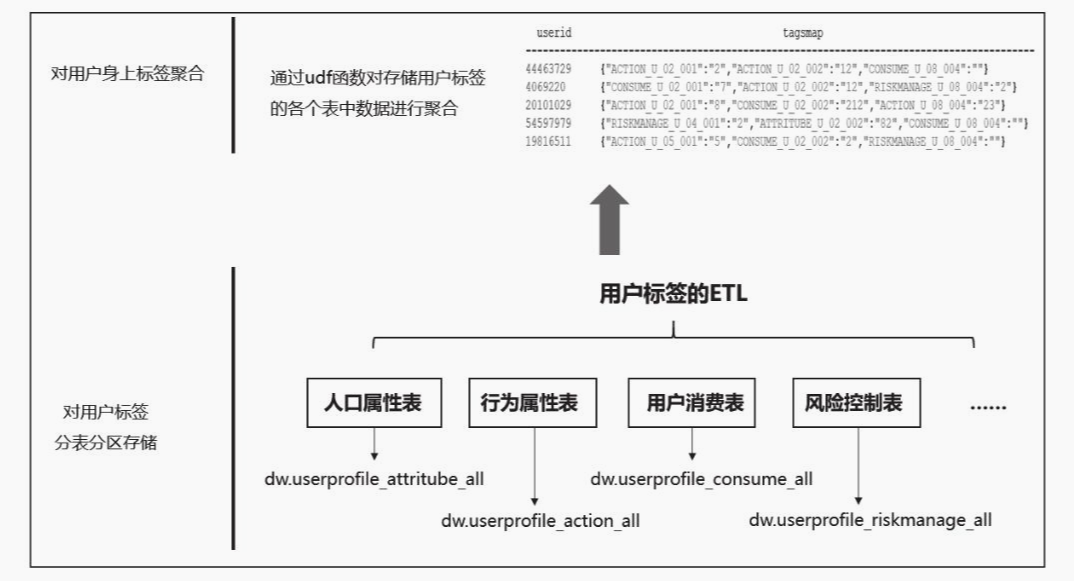 对用户身上标签聚合
通过udf函数对存储用户标签
的各个表中数据进行聚合
userid tagsmap
44463729 {"ACTION_U_02_001":"2","ACTION_U_02_002":"12","CONSUME_U_08_004":""}
4069220 {"CONSUME_U_02_001":"7","ACTION_U_02_002":"12","RISKMANAGE_U_08_004":"2"}
20101029 {"ACTION_U_02_001":"8","CONSUME_U_02_002":"212","ACTION_U_08_004":"23"}
54597979 {"RISKMANAGE_U_04_001":"2","ATTRITUBE_U_02_002":"82","CONSUME_U_08_004":""}
19816511 {"ACTION_U_05_001":"5","CONSUME_U_02_002":"2","RISKMANAGE_U_08_004":""}
用户标签的ETL
对用户标签
分表分区存储
人口属性表 行为属性表 用户消费表 风险控制表 ......
dw.userprofile_attritube_all dw.userprofile_consume_all
dw.userprofile_action_all dw.userprofile_riskmanage_all